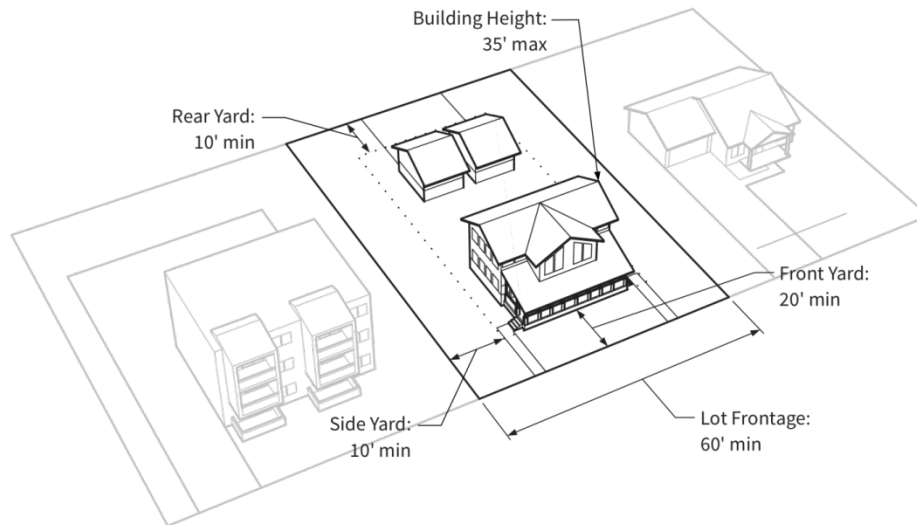 Building Height:
35' max
Rear Yard:
10' min
Front Yard:
20' min
Side Yard:
10' min
Lot Frontage:
60' min